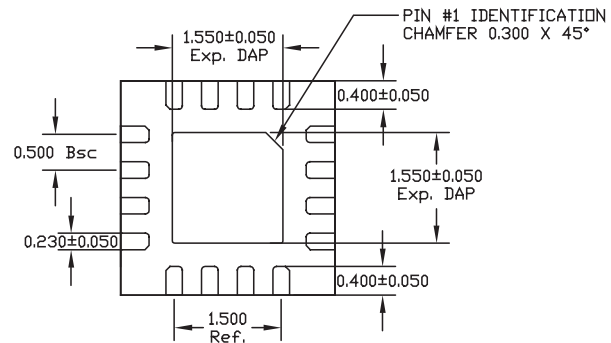 PIN #1 IDENTIFICATION
CHAMFER 0.300 X 45°
1.550±0.050
Exp. DAP
0.400±0.050
0.500 Bsc
1.550±0.050
Exp. DAP
0.230±0.050
0.400±0.050
1.500
Ref.